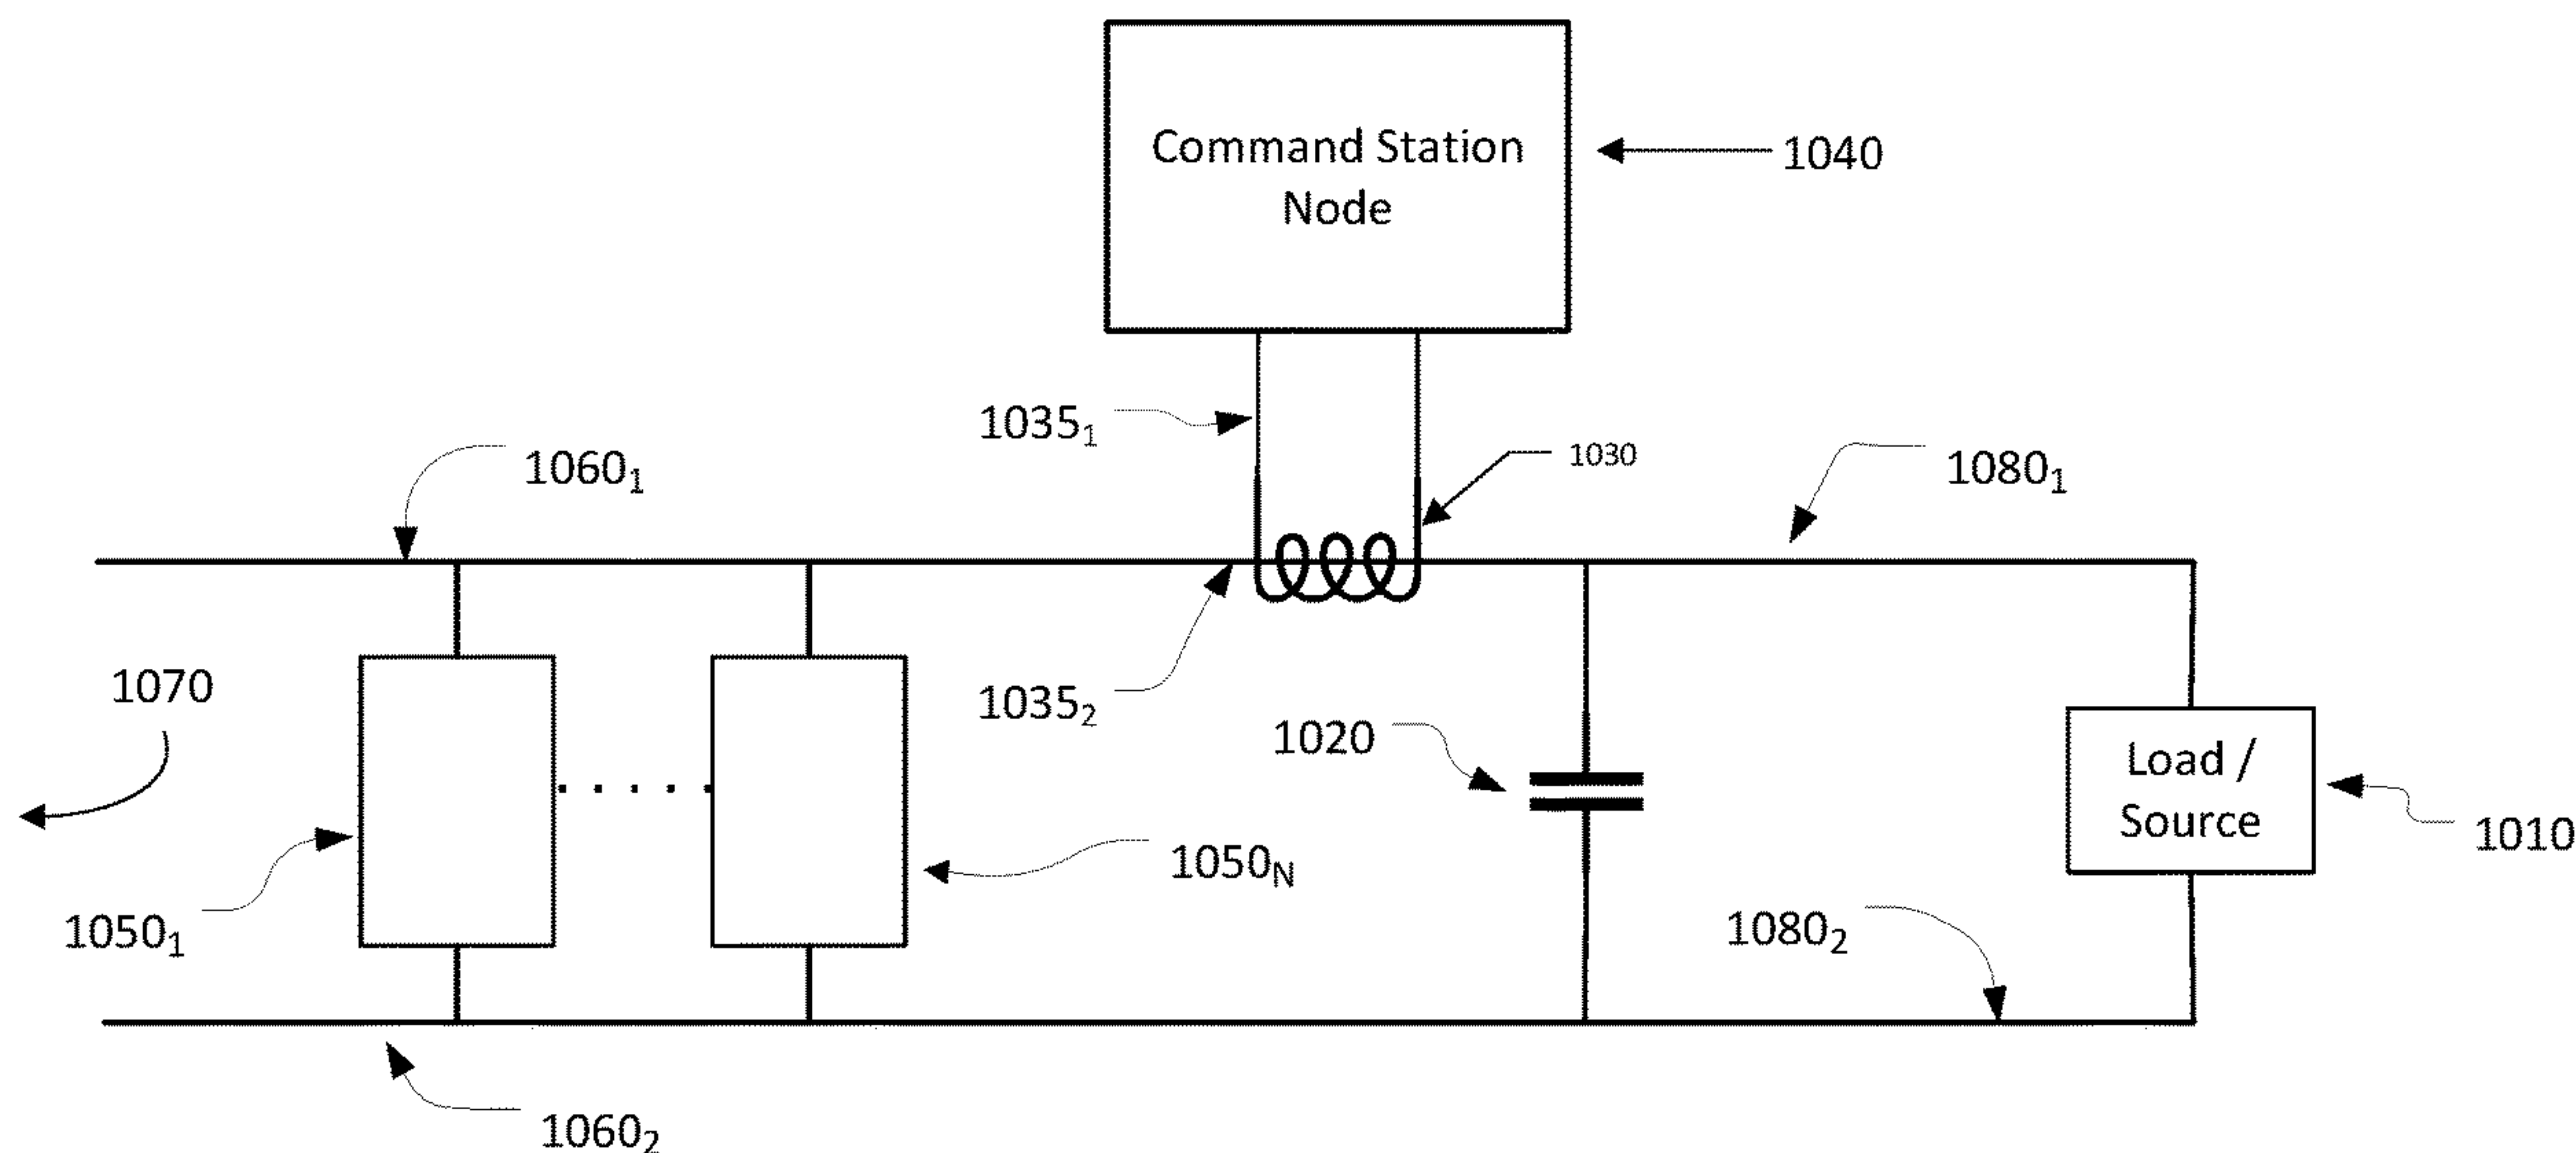 Command Station
Node
1040
1035₁
1030
1060₁
1080₁
1070
1035₂
1020
Load /
Source
1010
1050₁
1050N
1080₂
1060₂